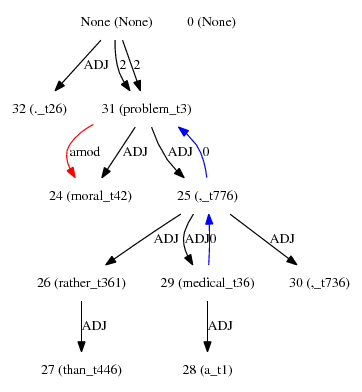 None (None) 0 (None)
ADJ 2 2
32 (._t26) 31 (problem_t3)
amod ADJ ADJ 0
24 (moral_t42) 25 (,_t776)
ADJ ADJ 0 ADJ
26 (rather_t361) 29 (medical_t36) 30 (,_t736)
ADJ ADJ
27 (than_t446) 28 (a_t1)